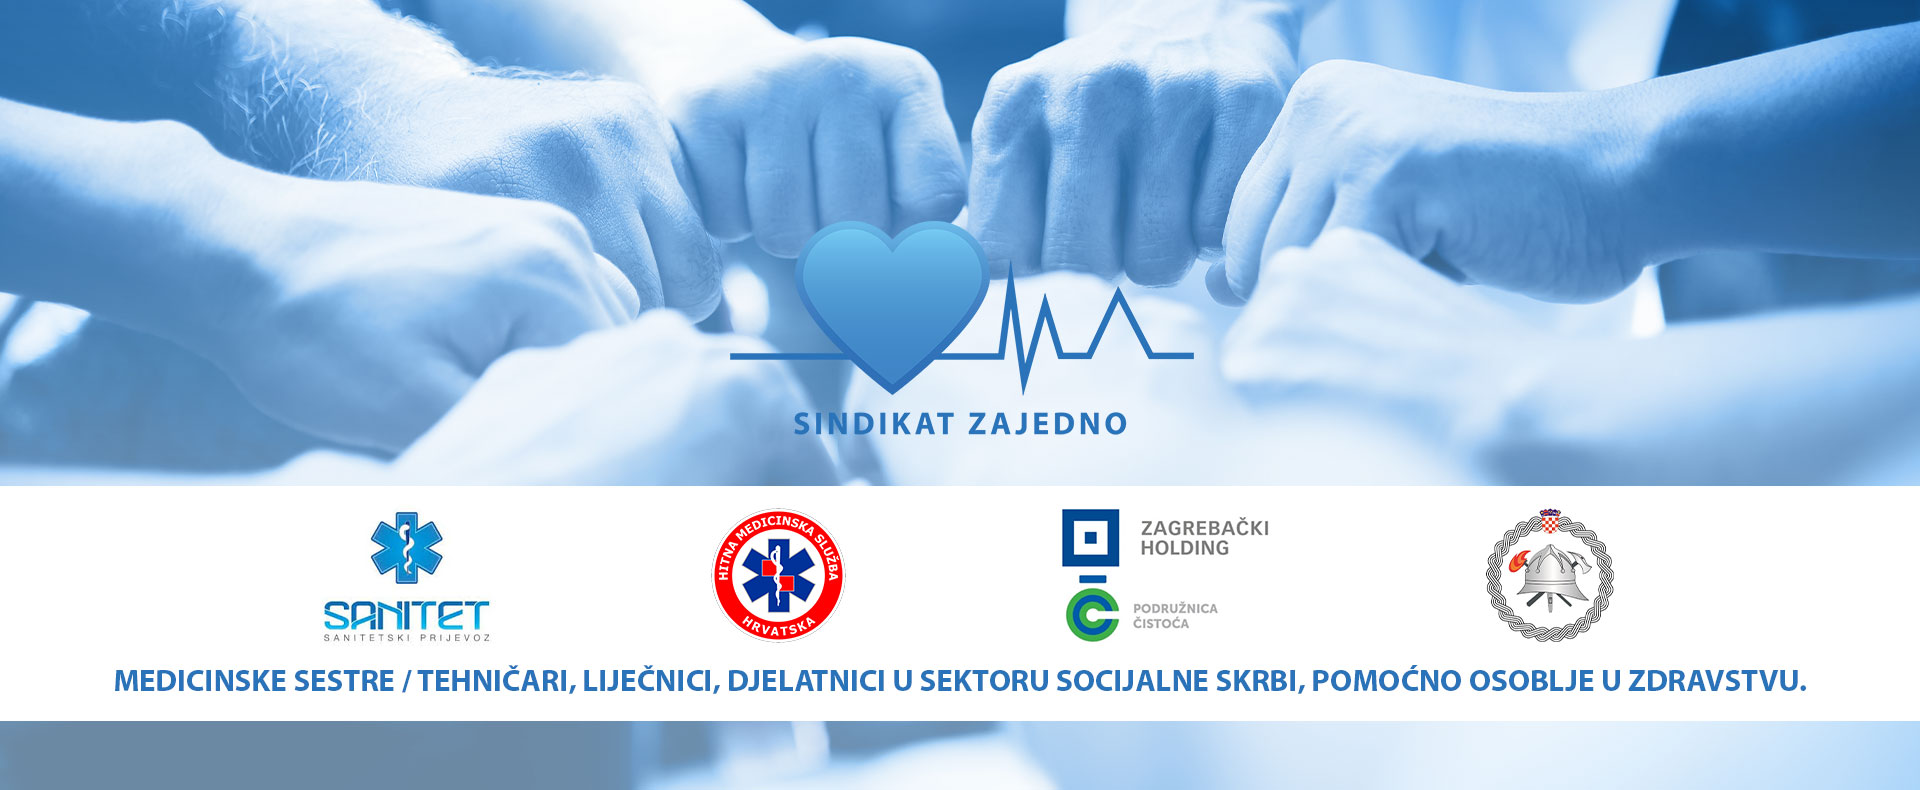 SINDIKAT ZAJEDNO
SANITET
SANITETSKI PRIJEVOZ
HITNA MEDICINSKA SLUŽBA
HRVATSKA
ZAGREBAČKI
HOLDING
PODRUŽNICA
ČISTOĆA
MEDICINSKE SESTRE / TEHNIČARI, LIJEČNICI, DJELATNICI U SEKTORU SOCIJALNE SKRBI, POMOĆNO OSOBLJE U ZDRAVSTVU.